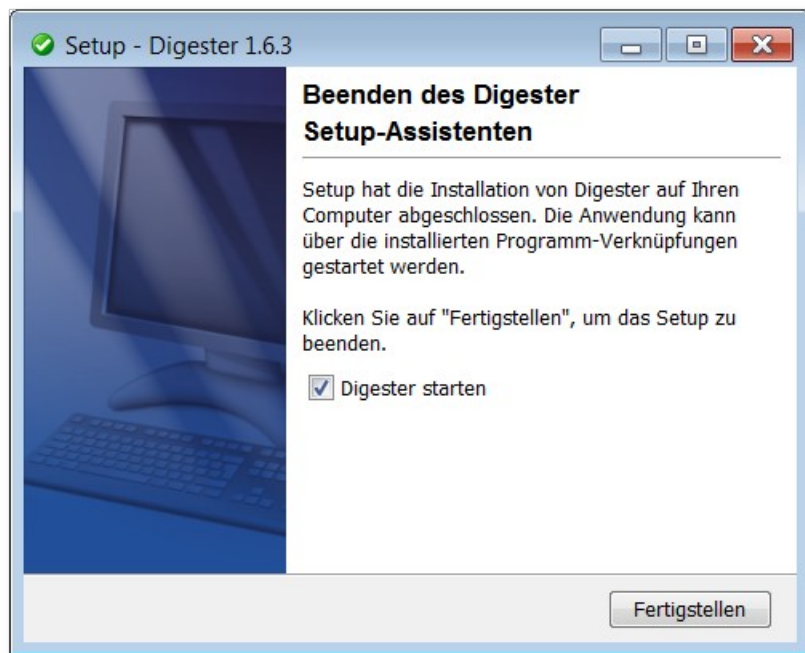 Setup - Digester 1.6.3
Beenden des Digester
Setup-Assistenten
Setup hat die Installation von Digester auf Ihren
Computer abgeschlossen. Die Anwendung kann
über die installierten Programm-Verknüpfungen
gestartet werden.
Klicken Sie auf "Fertigstellen", um das Setup zu
beenden.
Digester starten
Fertigstellen